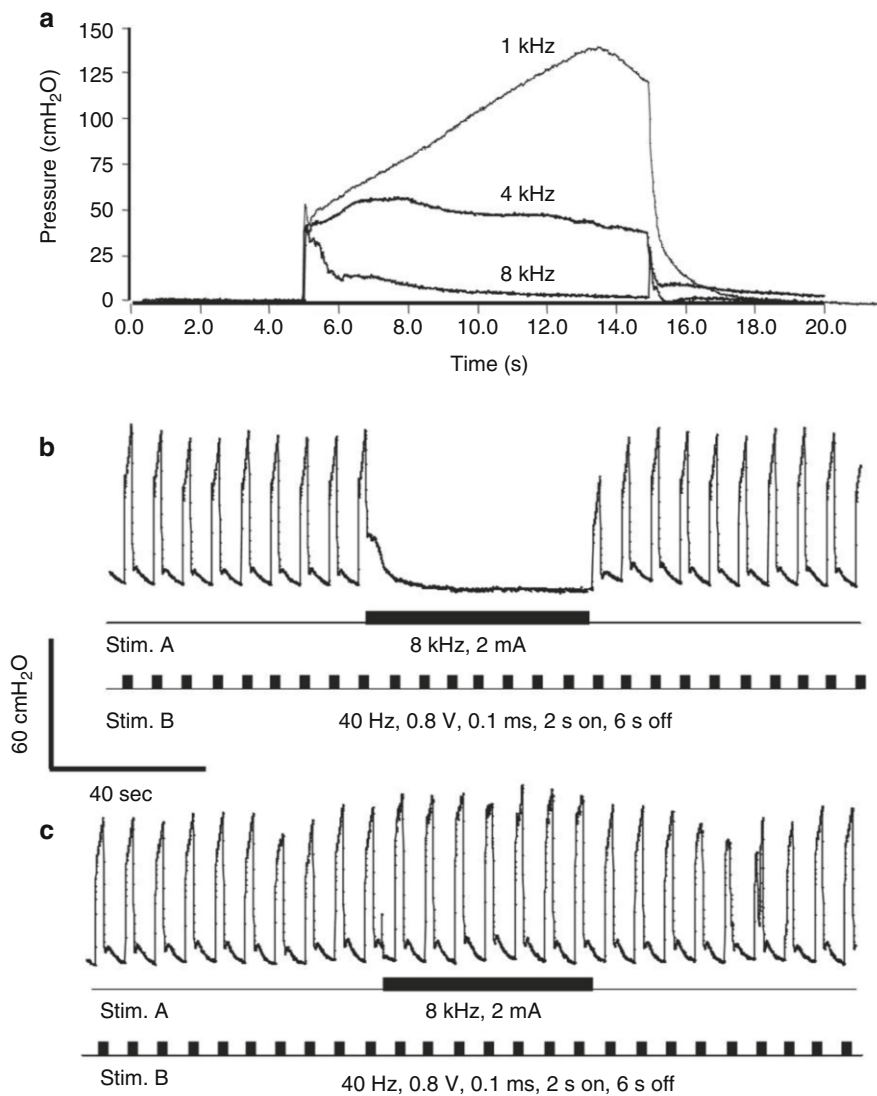 a
150
125
100
75
50
25
0
Pressure (cmH₂O)
1 kHz
4 kHz
8 kHz
0.0 2.0 4.0 6.0 8.0 10.0 12.0 14.0 16.0 18.0 20.0
Time (s)
b
Stim. A 8 kHz, 2 mA
Stim. B 40 Hz, 0.8 V, 0.1 ms, 2 s on, 6 s off
60 cmH₂O
40 sec
c
Stim. A 8 kHz, 2 mA
Stim. B 40 Hz, 0.8 V, 0.1 ms, 2 s on, 6 s off